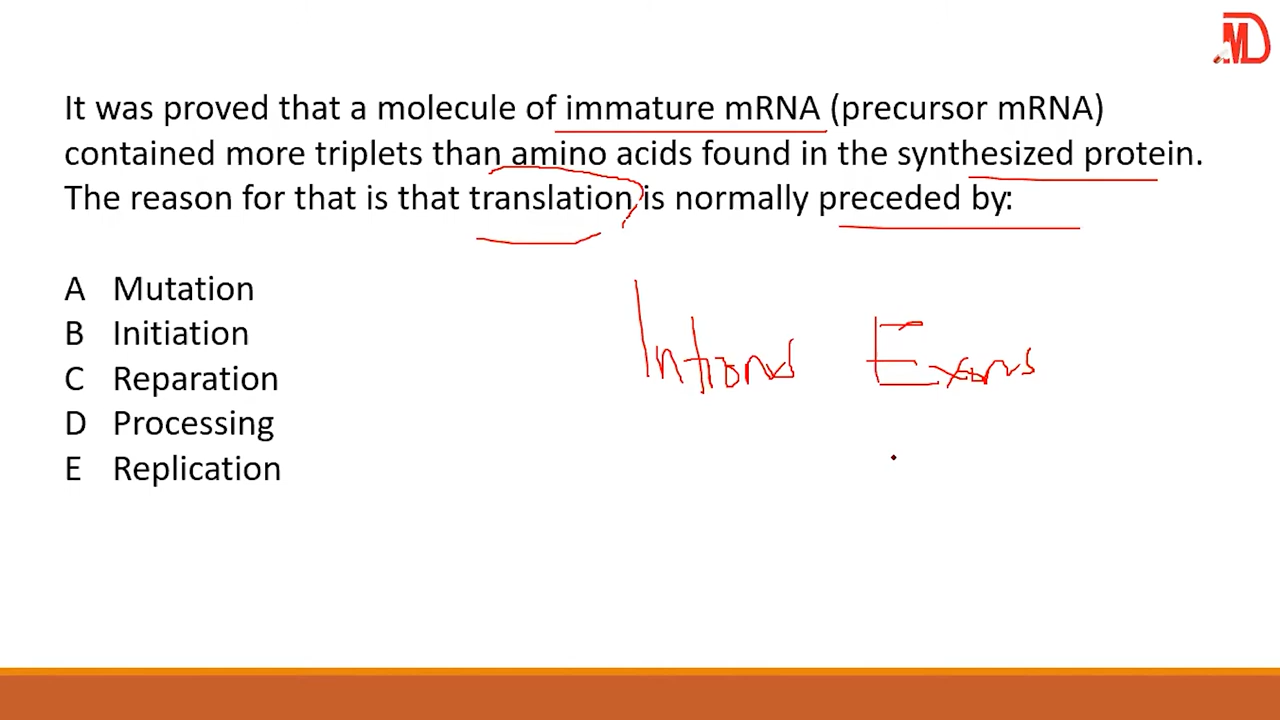 MD
It was proved that a molecule of immature mRNA (precursor mRNA)
contained more triplets than amino acids found in the synthesized protein.
The reason for that is that translation is normally preceded by:
A Mutation
B Initiation
C Reparation
D Processing
E Replication
Introns Exons